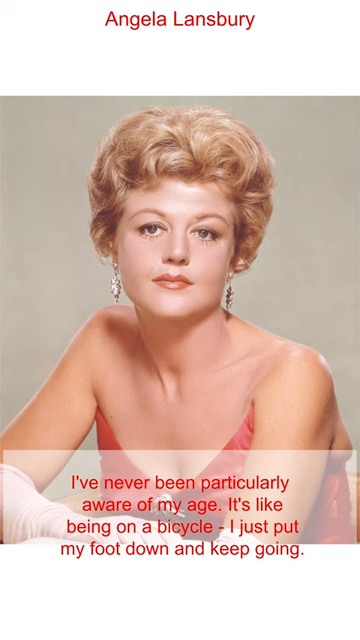 Angela Lansbury
I've never been particularly
aware of my age. It's like
being on a bicycle - I just put
my foot down and keep going.